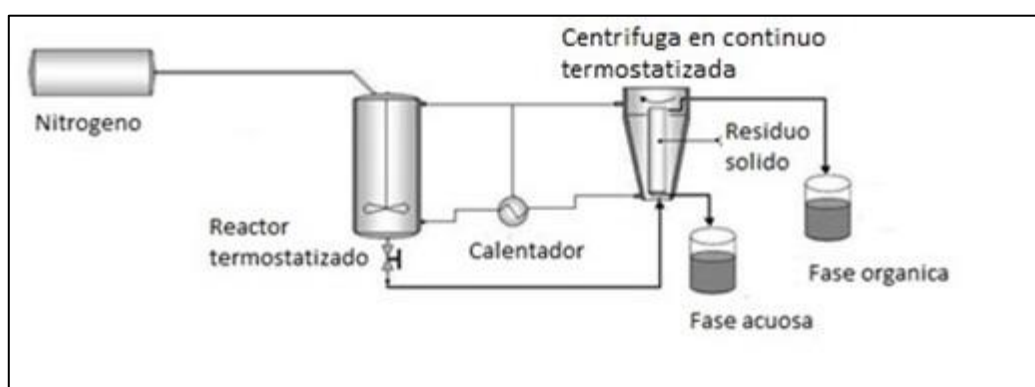 Centrifuga en continuo
termostatizada
Nitrogeno
Residuo
solido
Reactor
termostatizado
Calentador
Fase organica
Fase acuosa